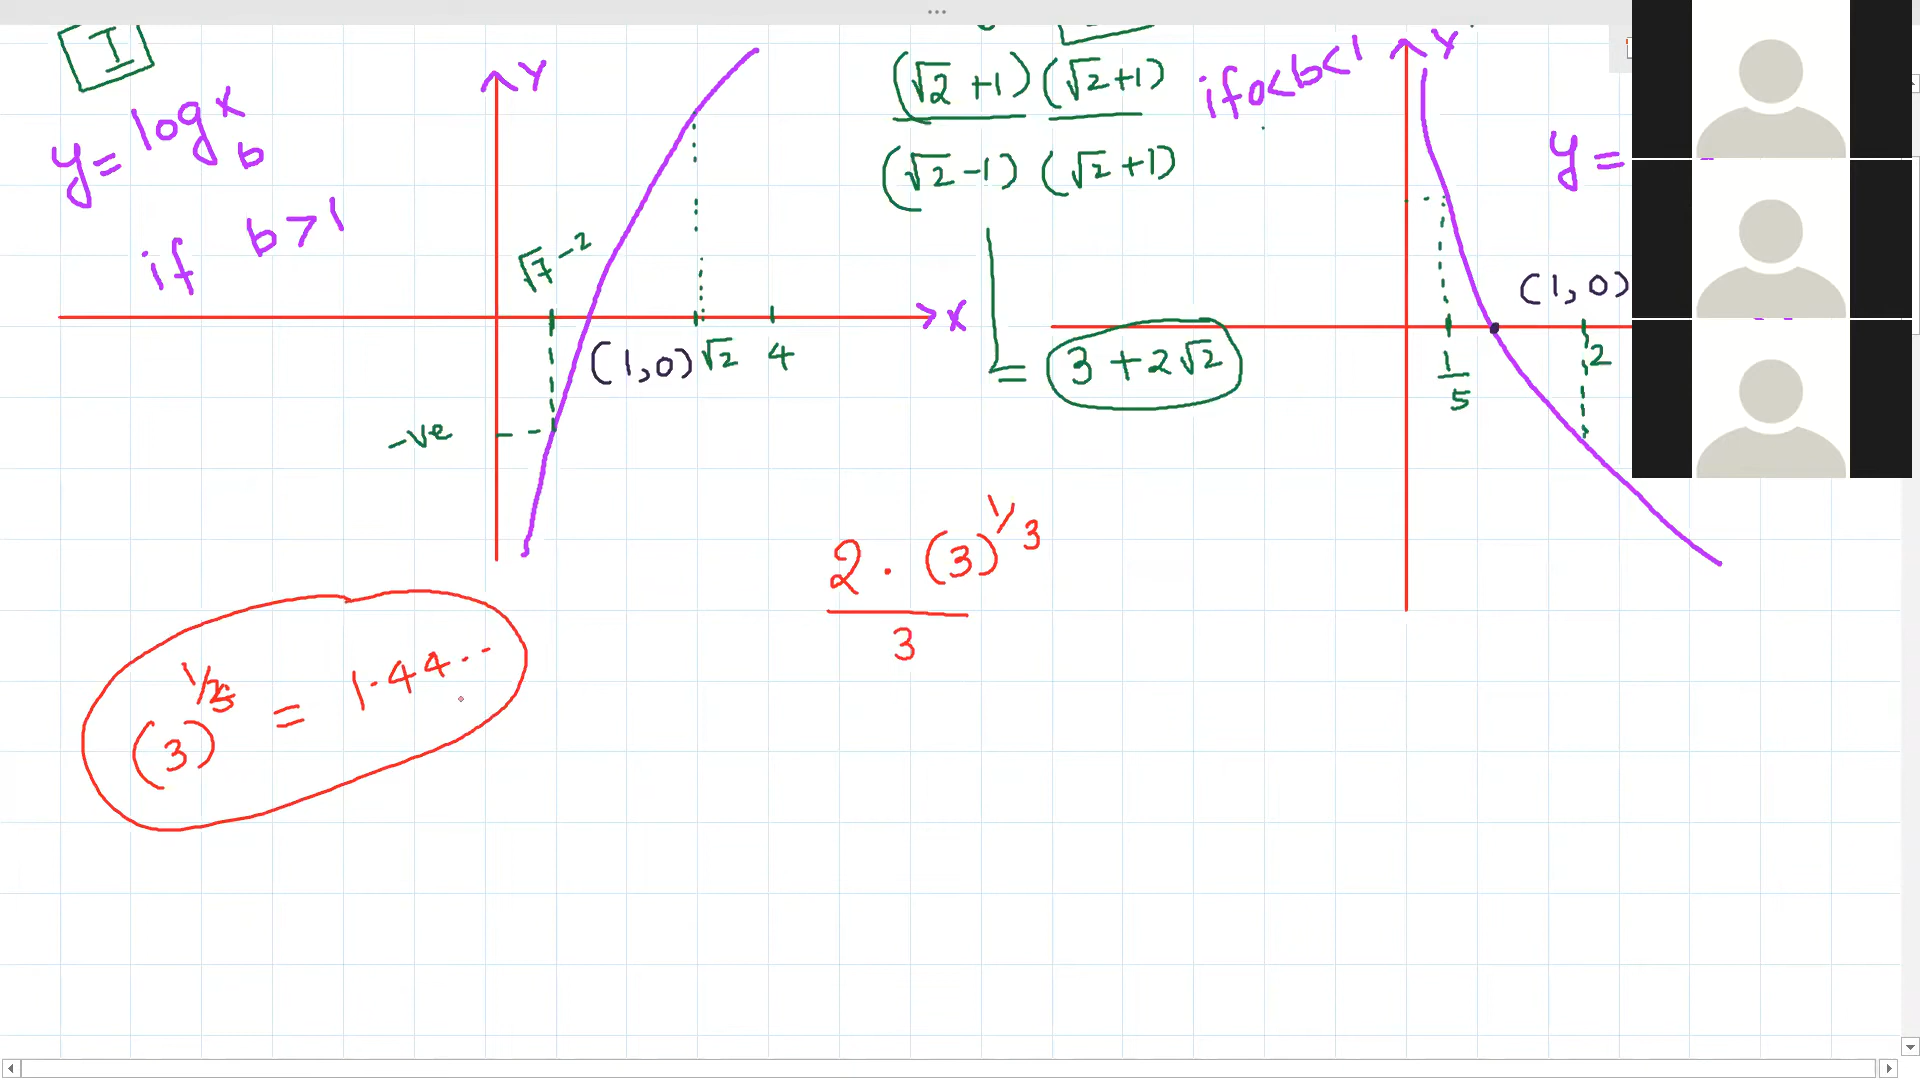 I
y = log_b x
if b > 1
Y
X
√7 - 2
(1, 0)
√2
4
-ve
(√2 + 1) (√2 + 1)
(√2 - 1) (√2 + 1)
= 3 + 2√2
if 0 < b < 1
Y
y =
(1, 0)
1/5
2
2 · (3)^1/3
3
(3)^1/3 = 1.44...